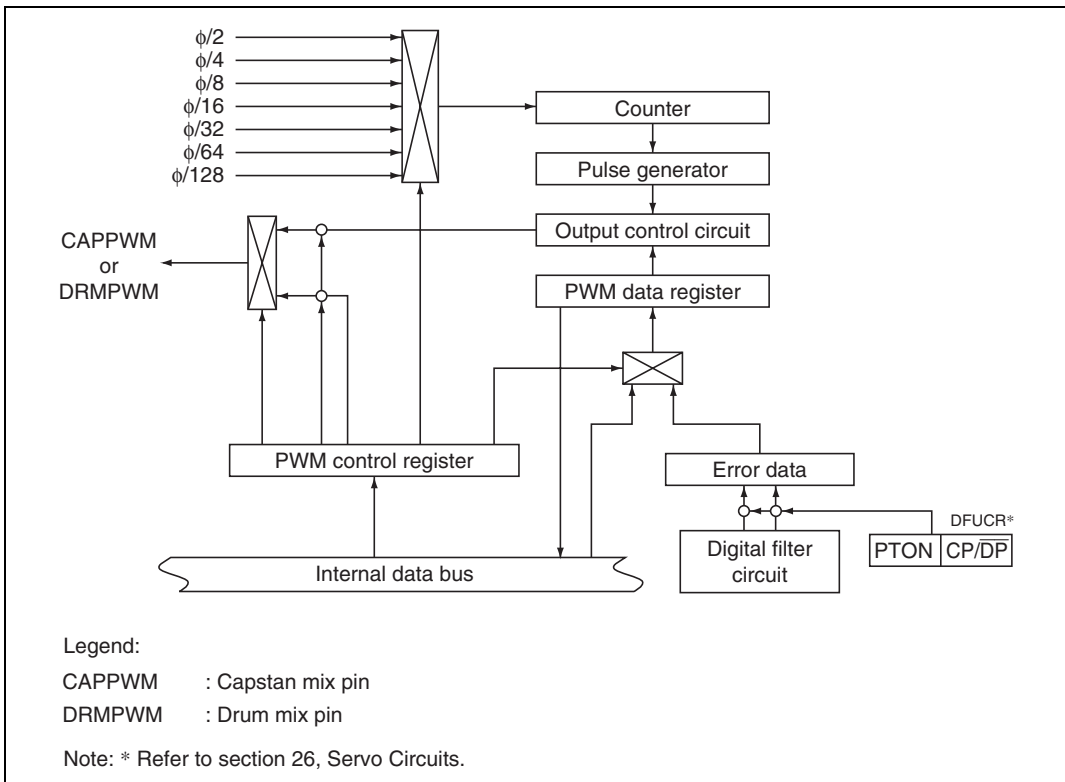 ϕ/2
ϕ/4
ϕ/8
ϕ/16
ϕ/32
ϕ/64
ϕ/128
Counter
Pulse generator
Output control circuit
PWM data register
CAPPWM
or
DRMPWM
PWM control register
Error data
DFUCR*
Digital filter
circuit
PTON CP/D̅P̅
Internal data bus
Legend:
CAPPWM : Capstan mix pin
DRMPWM : Drum mix pin
Note: * Refer to section 26, Servo Circuits.